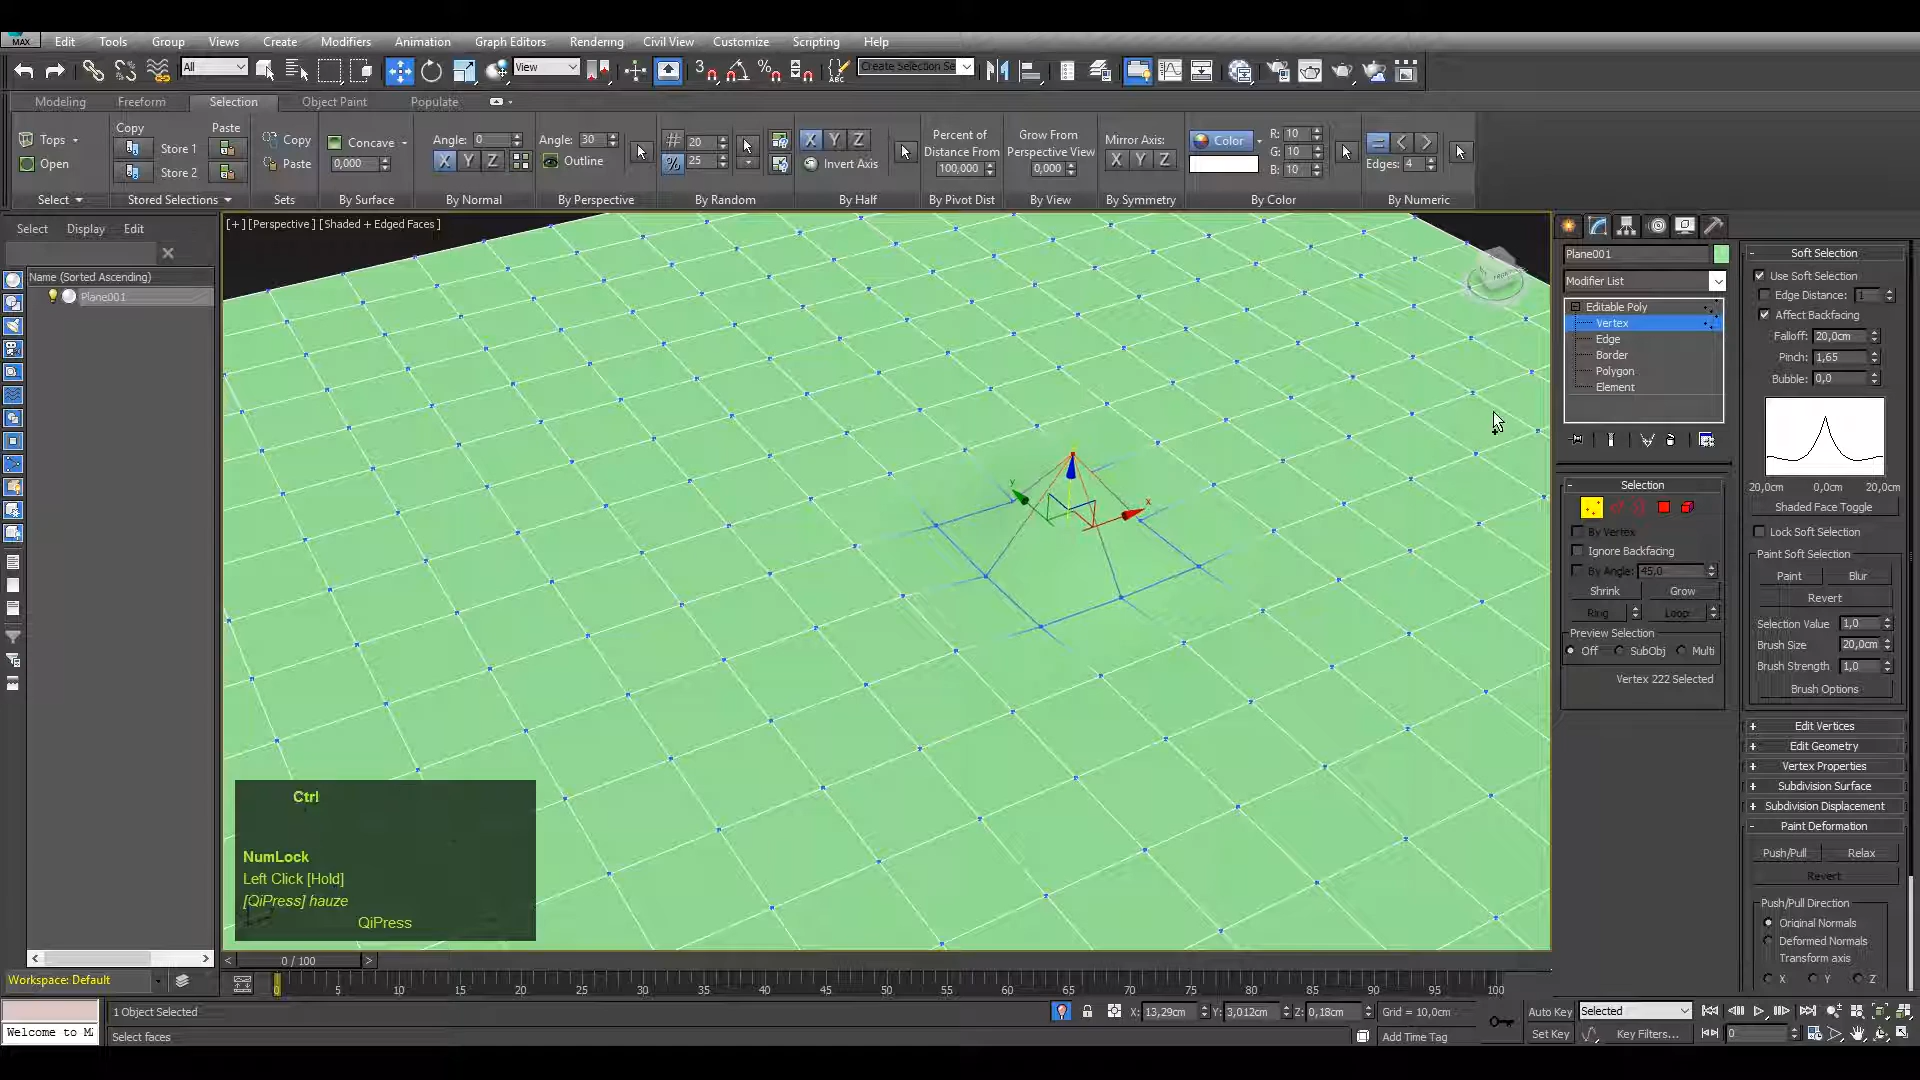 MAX
Edit Tools Group Views Create Modifiers Animation Graph Editors Rendering Civil View Customize Scripting Help
All View 3 ABC Create Selection Se
Modeling Freeform Selection Object Paint Populate
Tops Copy Paste Copy Concave Angle: 0 Angle: 30 20 X Y Z Percent of Grow From Mirror Axis: Color R: 10
Open Store 1 Paste 0,000 X Y Z Outline 25 Invert Axis Distance From Perspective View X Y Z G: 10 Edges: 4
Store 2 100,000 0,000 B: 10
Select Stored Selections Sets By Surface By Normal By Perspective By Random By Half By Pivot Dist By View By Symmetry By Color By Numeric
Select Display Edit
Name (Sorted Ascending)
Plane001
[+] [Perspective] [Shaded + Edged Faces]
FRONT
y x
Ctrl
NumLock
Left Click [Hold]
[QiPress] hauze
QiPress
Plane001
Modifier List
Editable Poly
Vertex
Edge
Border
Polygon
Element
Selection
By Vertex
Ignore Backfacing
By Angle: 45,0
Shrink Grow
Ring Loop
Preview Selection
Off SubObj Multi
Vertex 222 Selected
Soft Selection
Use Soft Selection
Edge Distance: 1
Affect Backfacing
Falloff: 20,0cm
Pinch: 1,65
Bubble: 0,0
20,0cm 0,0cm 20,0cm
Shaded Face Toggle
Lock Soft Selection
Paint Soft Selection
Paint Blur
Revert
Selection Value 1,0
Brush Size 20,0cm
Brush Strength 1,0
Brush Options
Edit Vertices
Edit Geometry
Vertex Properties
Subdivision Surface
Subdivision Displacement
Paint Deformation
Push/Pull Relax
Revert
Push/Pull Direction
Original Normals
Deformed Normals
Transform axis
X Y Z
0 / 100
Workspace: Default
0 5 10 15 20 25 30 35 40 45 50 55 60 65 70 75 80 85 90 95 100
1 Object Selected X: 13,29cm Y: 3,012cm Z: 0,18cm Grid = 10,0cm Auto Key Selected
Welcome to M Select faces Add Time Tag Set Key Key Filters... 0